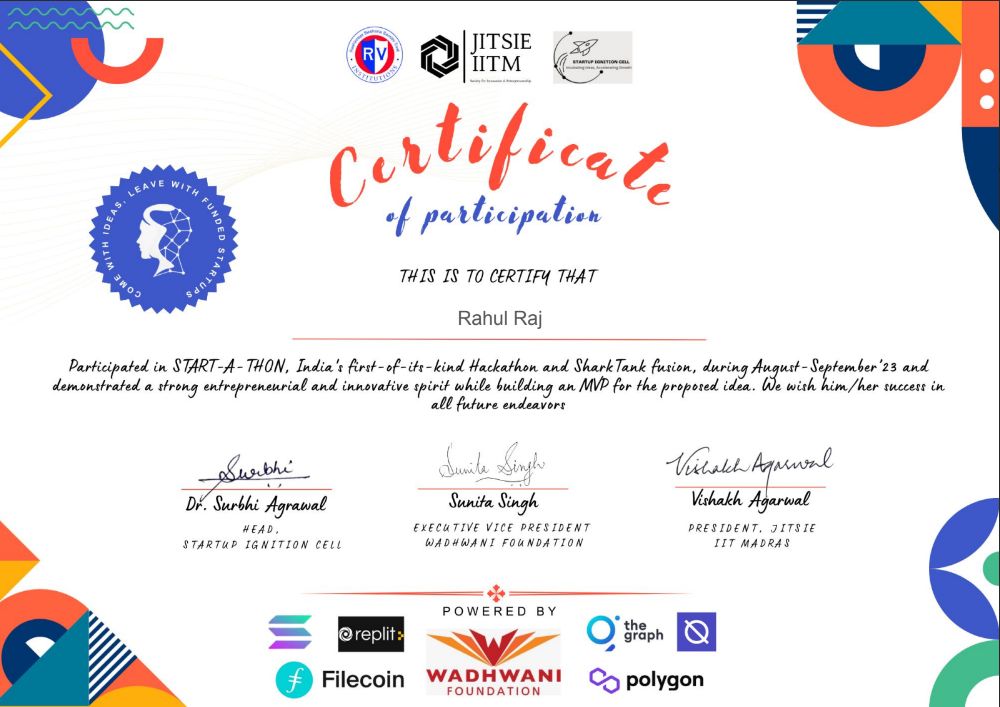 RV
INSTITUTIONS
JITSIE
IITM
Society for Innovation & Entrepreneurship
STARTUP IGNITION CELL
Incubating Ideas, Accelerating Growth
Certificate
of participation
COME WITH IDEAS, LEAVE WITH FUNDED STARTUPS
THIS IS TO CERTIFY THAT
Rahul Raj
Participated in START-A-THON, India's first-of-its-kind Hackathon and SharkTank fusion, during August-September'23 and
demonstrated a strong entrepreneurial and innovative spirit while building an MVP for the proposed idea. We wish him/her success in
all future endeavors
Surbhi
Sunita Singh
Vishakh Agarwal
Dr. Surbhi Agrawal
Sunita Singh
Vishakh Agarwal
HEAD,
STARTUP IGNITION CELL
EXECUTIVE VICE PRESIDENT
WADHWANI FOUNDATION
PRESIDENT, JITSIE
IIT MADRAS
POWERED BY
replit
the
graph
Filecoin
WADHWANI
FOUNDATION
polygon